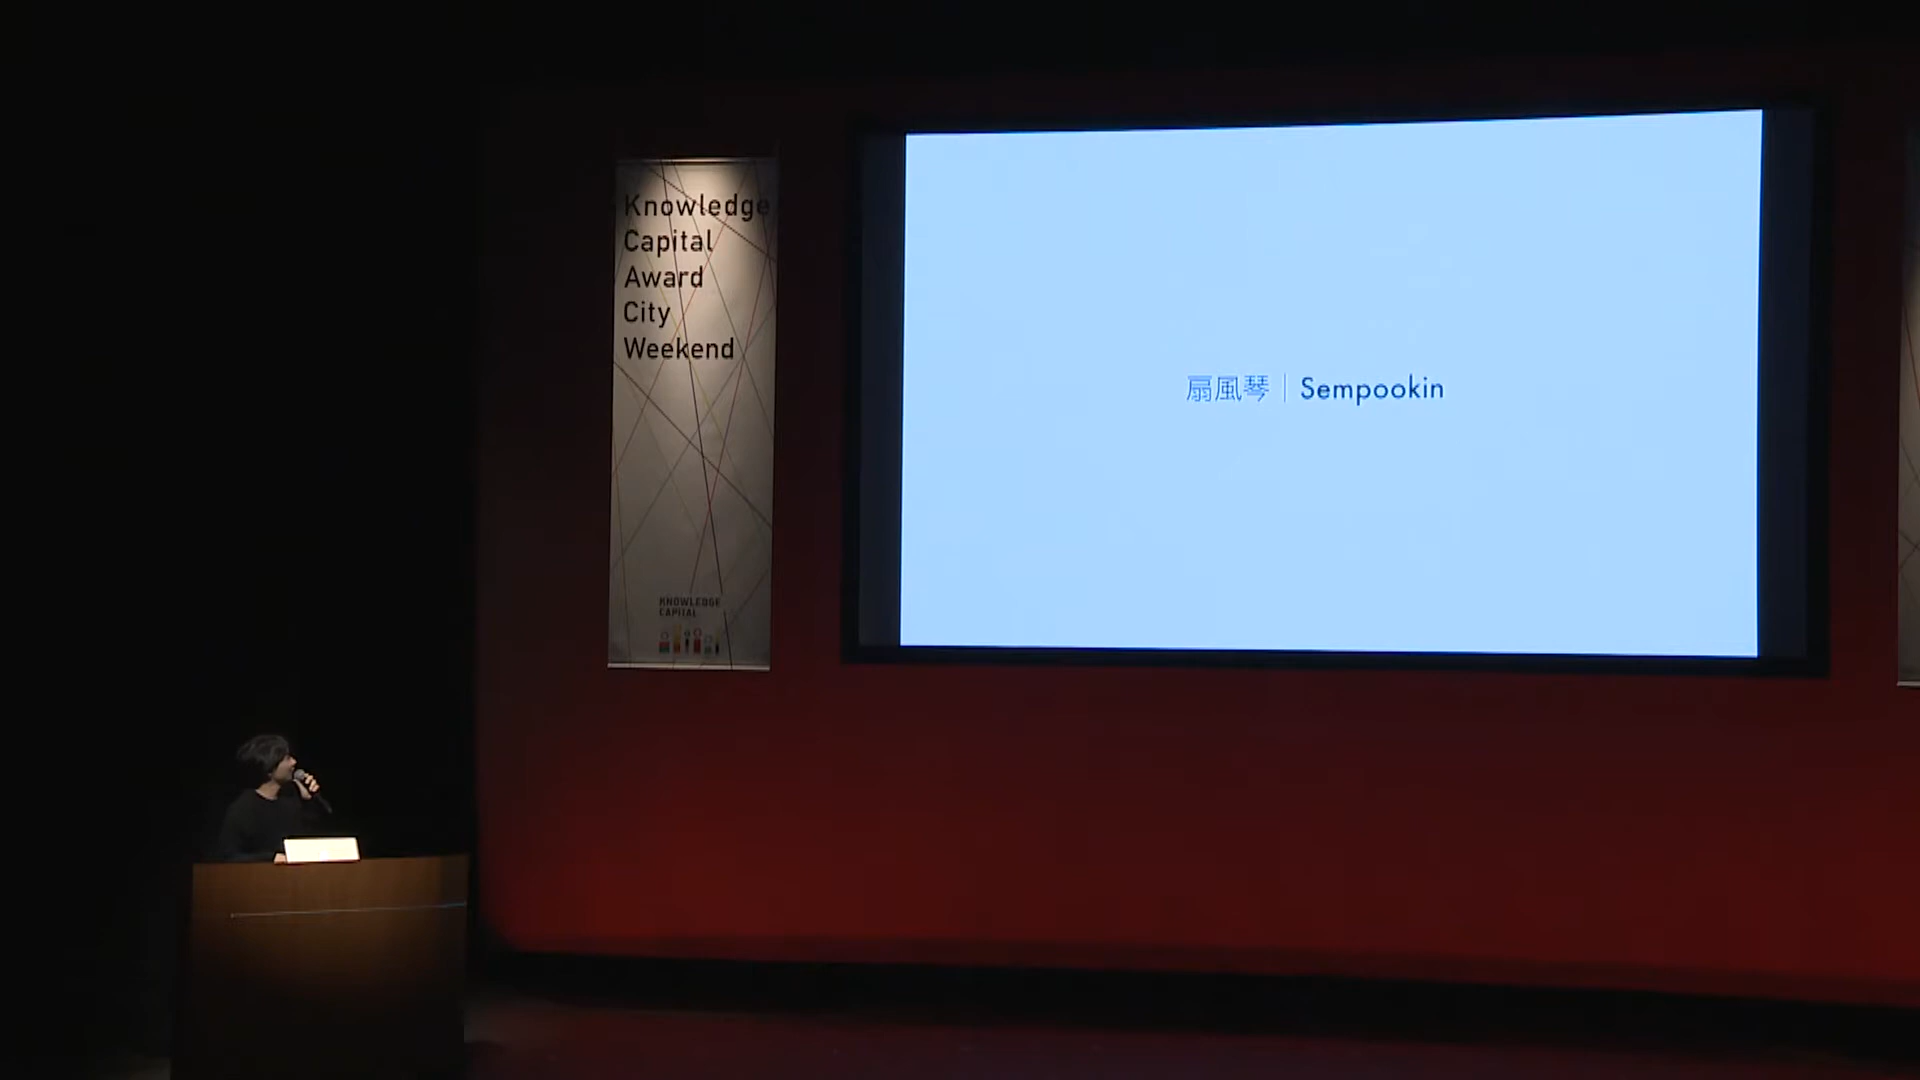 Knowledge
Capital
Award
City
Weekend
KNOWLEDGE
CAPITAL
扇風琴 | Sempookin